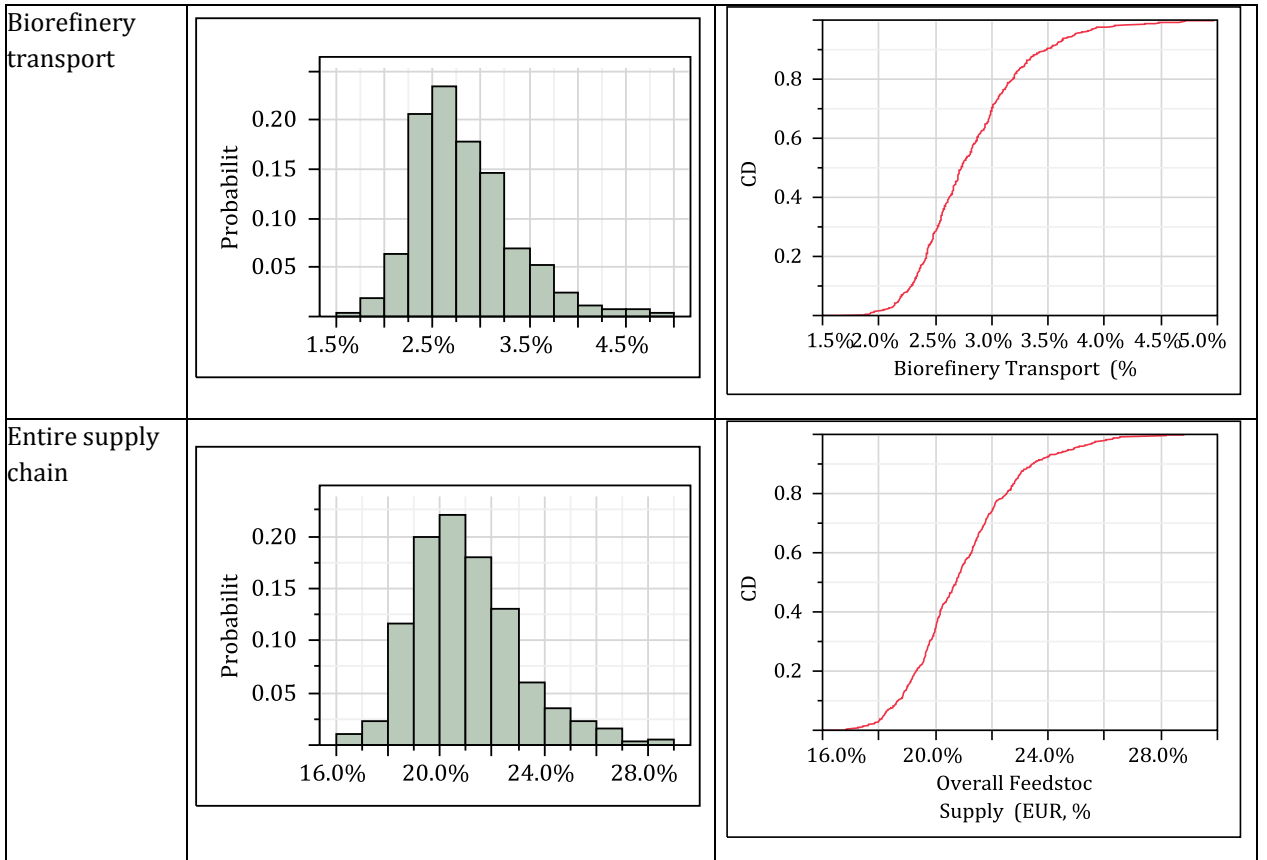 Biorefinery
transport
Probabilit
0.20
0.15
0.10
0.05
1.5% 2.5% 3.5% 4.5%
CD
0.8
0.6
0.4
0.2
1.5%2.0% 2.5% 3.0% 3.5% 4.0% 4.5%5.0%
Biorefinery Transport (%
Entire supply
chain
Probabilit
0.20
0.15
0.10
0.05
16.0% 20.0% 24.0% 28.0%
CD
0.8
0.6
0.4
0.2
16.0% 20.0% 24.0% 28.0%
Overall Feedstoc
Supply (EUR, %